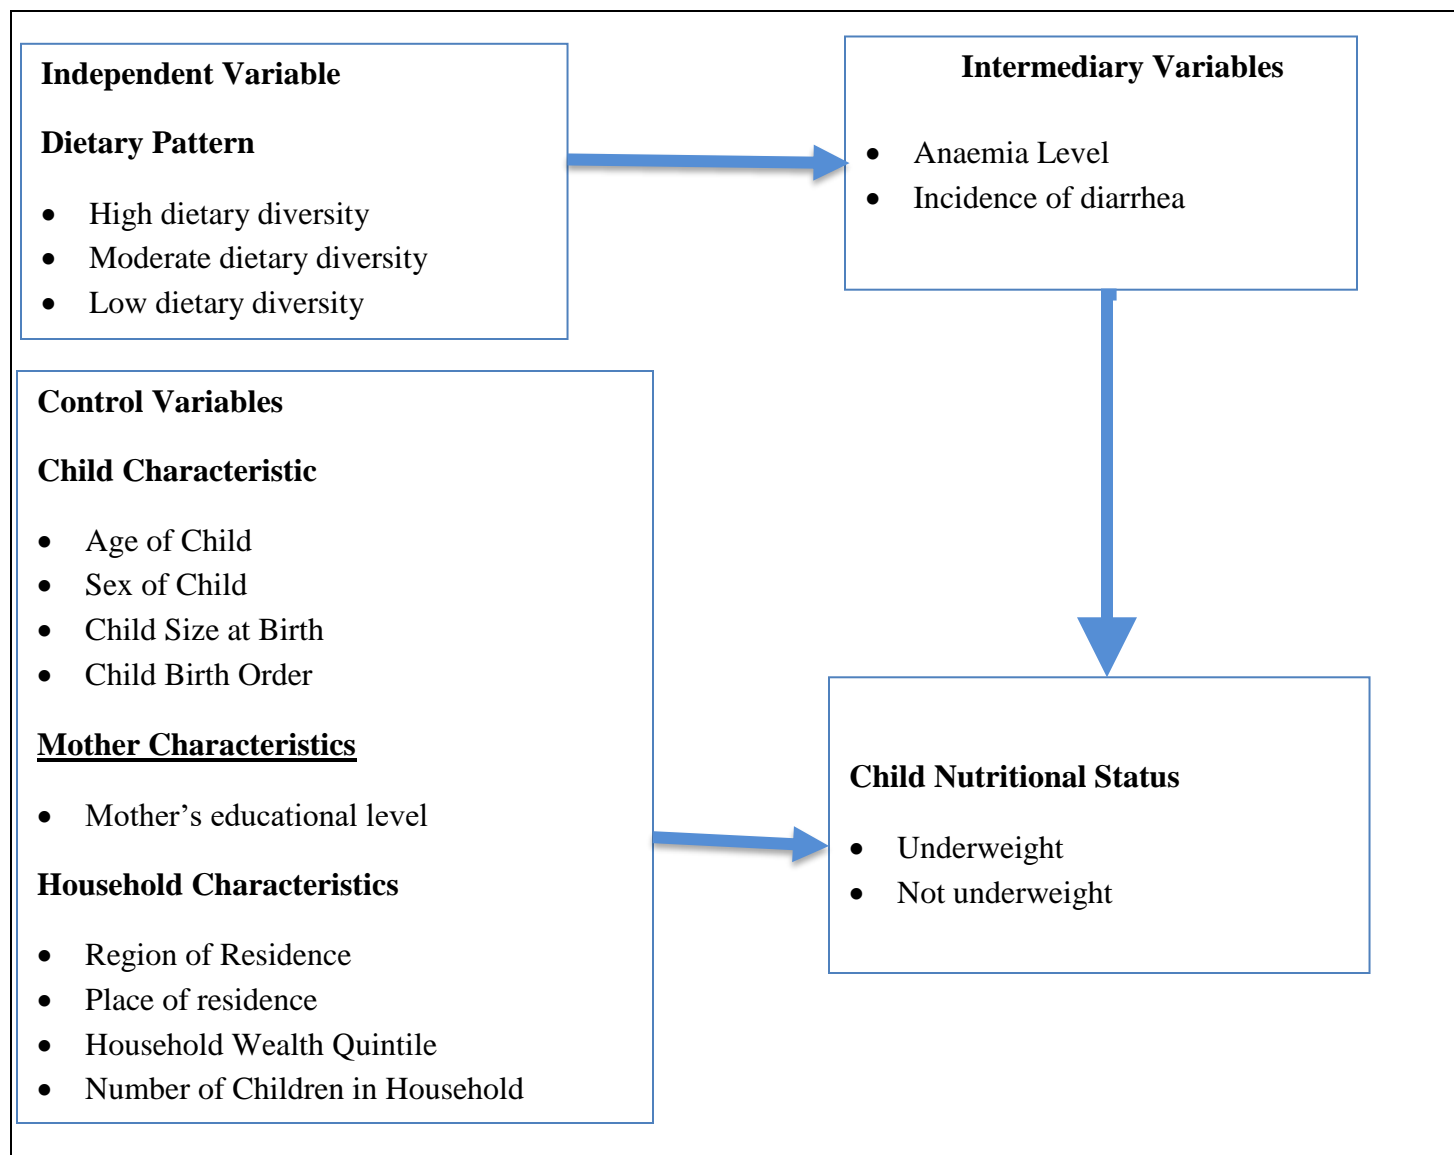 Independent Variable
Dietary Pattern
• High dietary diversity
• Moderate dietary diversity
• Low dietary diversity
Intermediary Variables
• Anaemia Level
• Incidence of diarrhea
Control Variables
Child Characteristic
• Age of Child
• Sex of Child
• Child Size at Birth
• Child Birth Order
Mother Characteristics
• Mother’s educational level
Household Characteristics
• Region of Residence
• Place of residence
• Household Wealth Quintile
• Number of Children in Household
Child Nutritional Status
• Underweight
• Not underweight